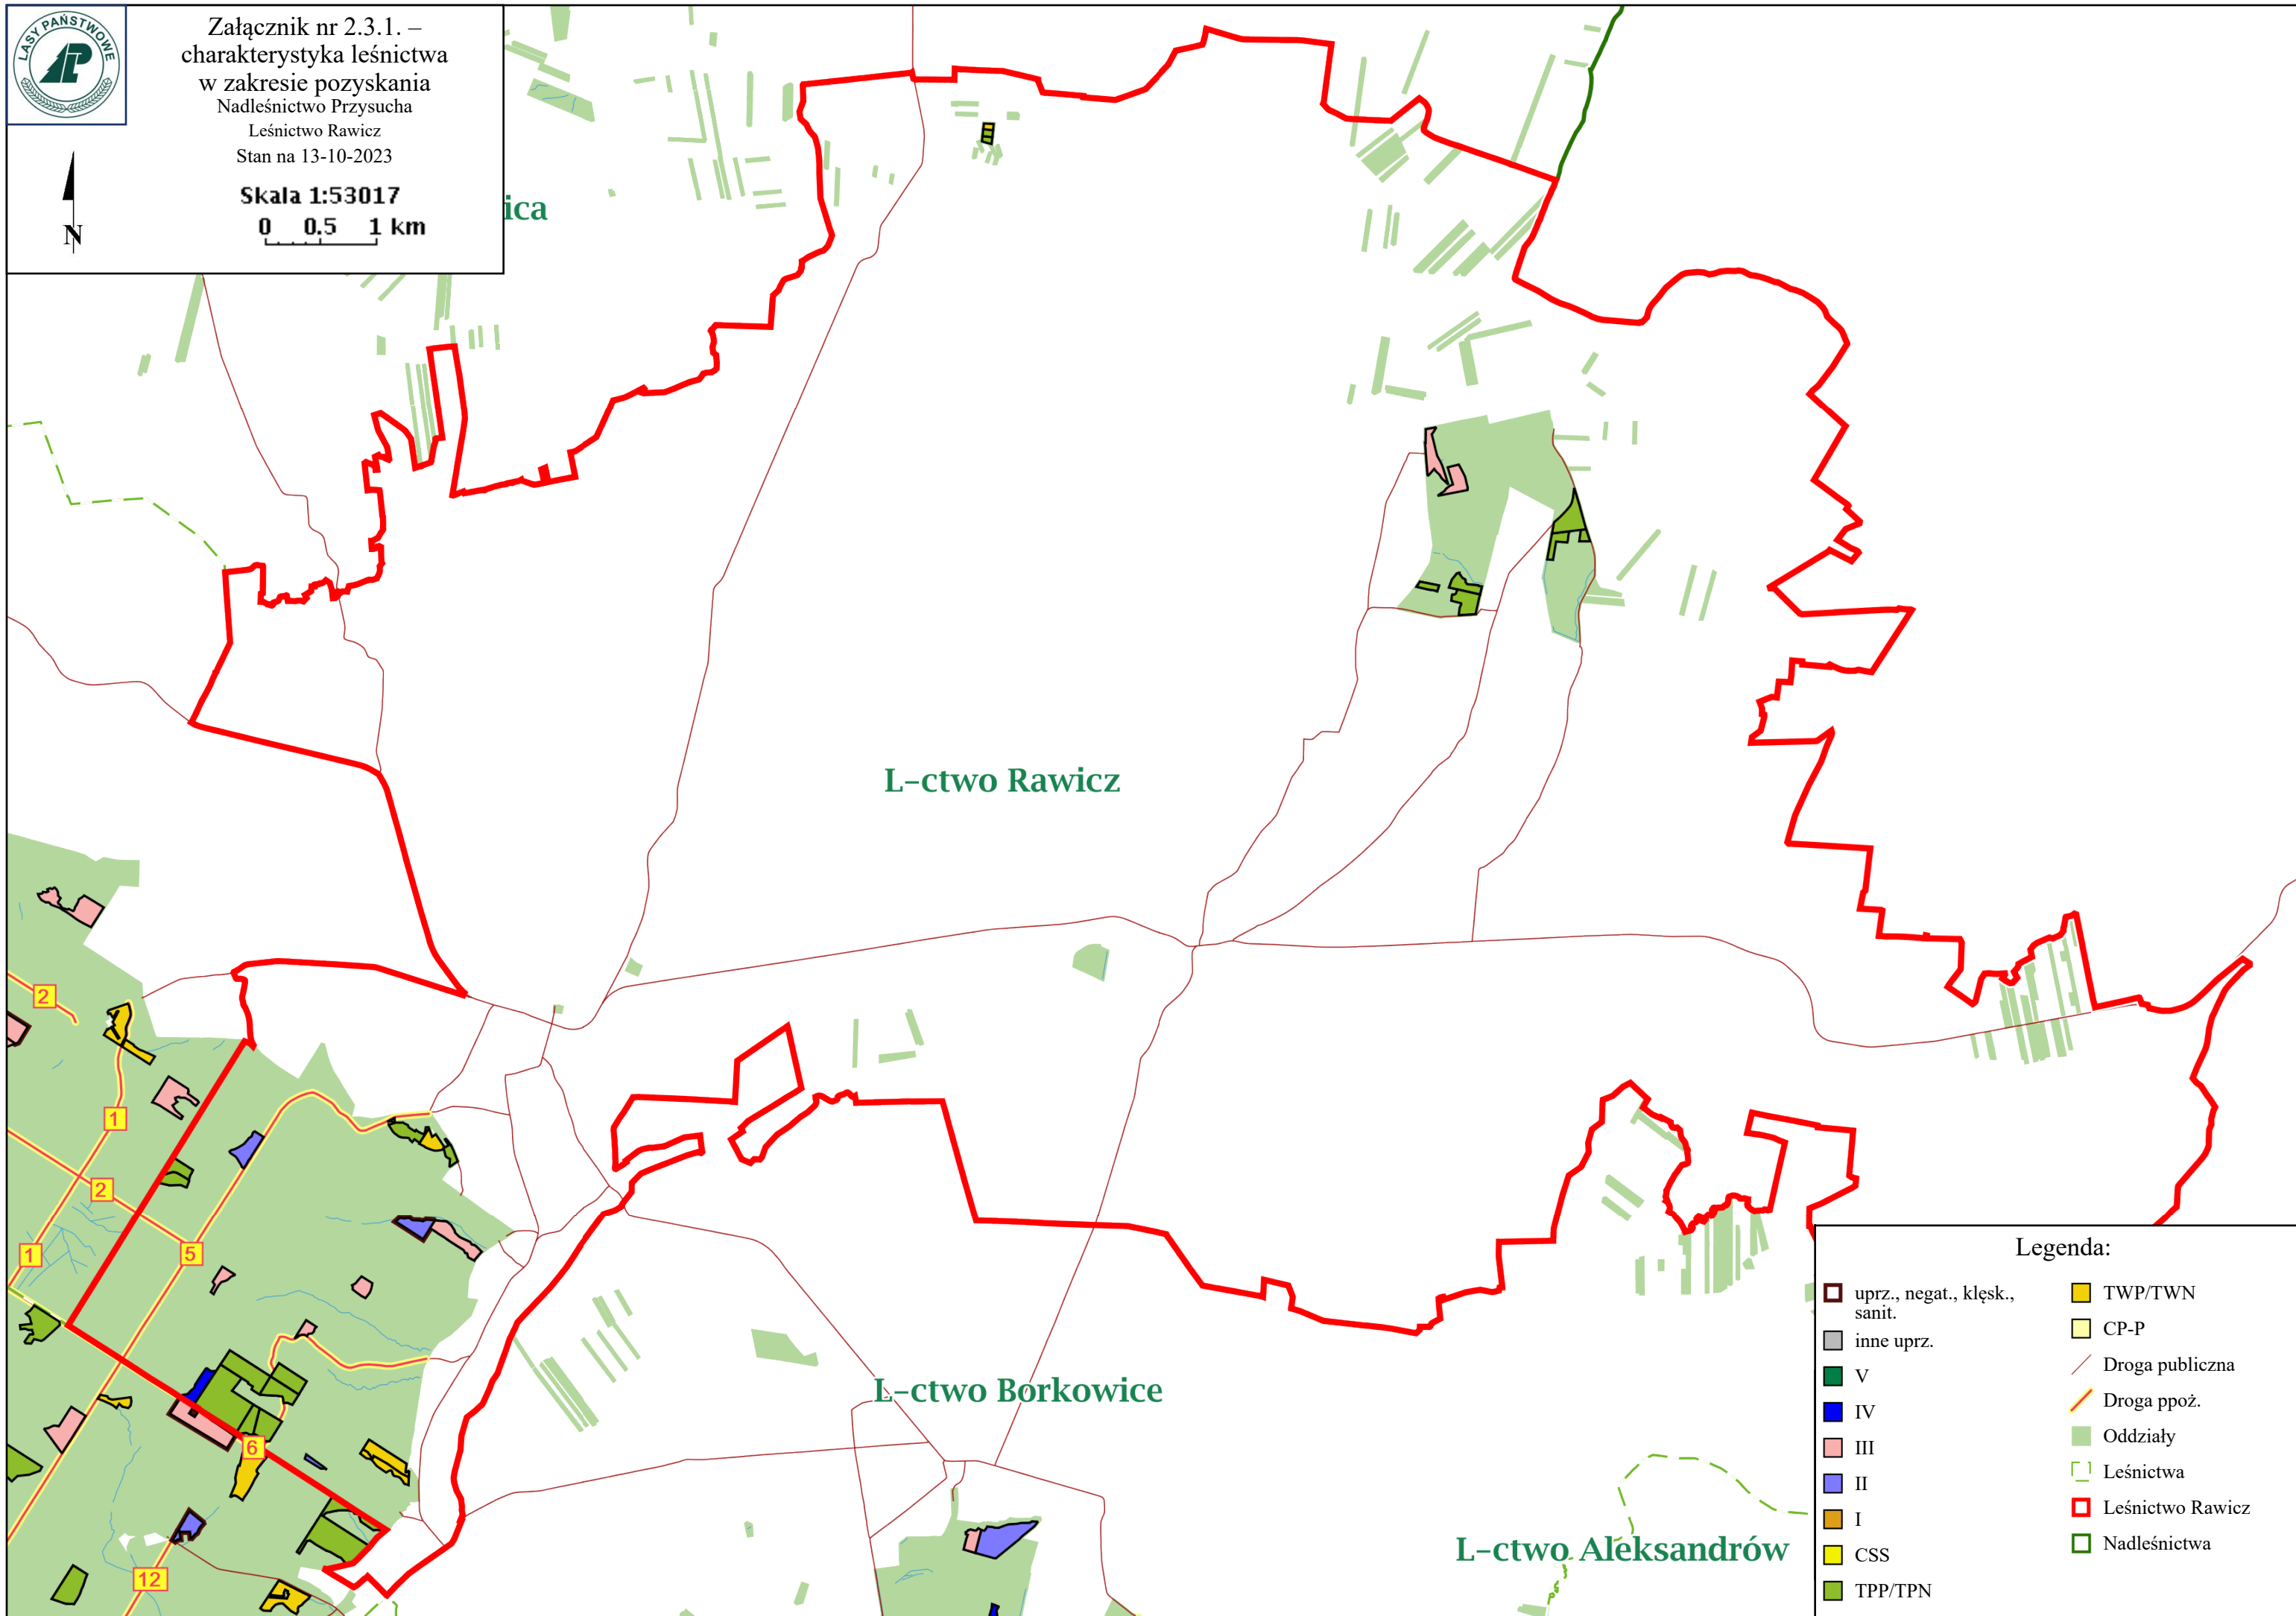 LASY PAŃSTWOWE
Załącznik nr 2.3.1. –
charakterystyka leśnictwa
w zakresie pozyskania
Nadleśnictwo Przysucha
Leśnictwo Rawicz
Stan na 13-10-2023
Skala 1:53017
0 0.5 1 km
N
ica
L-ctwo Rawicz
2
1
2
1
5
6
12
L-ctwo Borkowice
L-ctwo Aleksandrów
Legenda:
uprz., negat., klęsk.,
sanit.
inne uprz.
V
IV
III
II
I
CSS
TPP/TPN
TWP/TWN
CP-P
Droga publiczna
Droga ppoż.
Oddziały
Leśnictwa
Leśnictwo Rawicz
Nadleśnictwa